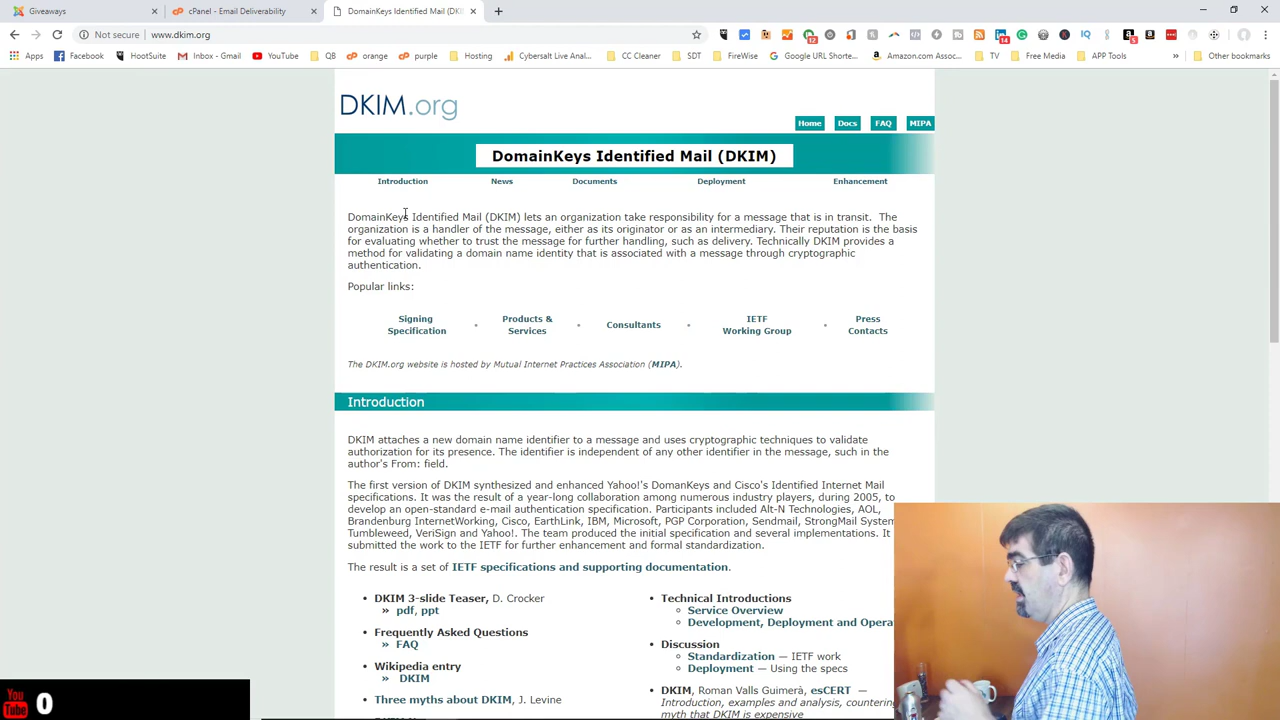 Giveaways
cPanel - Email Deliverability
DomainKeys Identified Mail (DKI
Not secure
www.dkim.org
Apps
Facebook
HootSuite
Inbox - Gmail
YouTube
QB
orange
purple
Hosting
Cybersalt Live Anal...
CC Cleaner
SDT
FireWise
Google URL Shorte...
Amazon.com Assoc...
TV
Free Media
APP Tools
Other bookmarks
DKIM.org
Home
Docs
FAQ
MIPA
DomainKeys Identified Mail (DKIM)
Introduction
News
Documents
Deployment
Enhancement
DomainKeys Identified Mail (DKIM) lets an organization take responsibility for a message that is in transit. The
organization is a handler of the message, either as its originator or as an intermediary. Their reputation is the basis
for evaluating whether to trust the message for further handling, such as delivery. Technically DKIM provides a
method for validating a domain name identity that is associated with a message through cryptographic
authentication.
Popular links:
Signing
Specification
Products &
Services
Consultants
IETF
Working Group
Press
Contacts
The DKIM.org website is hosted by Mutual Internet Practices Association (MIPA).
Introduction
DKIM attaches a new domain name identifier to a message and uses cryptographic techniques to validate
authorization for its presence. The identifier is independent of any other identifier in the message, such in the
author's From: field.
The first version of DKIM synthesized and enhanced Yahoo!'s DomanKeys and Cisco's Identified Internet Mail
specifications. It was the result of a year-long collaboration among numerous industry players, during 2005, to
develop an open-standard e-mail authentication specification. Participants included Alt-N Technologies, AOL,
Brandenburg InternetWorking, Cisco, EarthLink, IBM, Microsoft, PGP Corporation, Sendmail, StrongMail System
Tumbleweed, VeriSign and Yahoo!. The team produced the initial specification and several implementations. It
submitted the work to the IETF for further enhancement and formal standardization.
The result is a set of IETF specifications and supporting documentation.
• DKIM 3-slide Teaser, D. Crocker
» pdf, ppt
• Frequently Asked Questions
» FAQ
• Wikipedia entry
» DKIM
• Three myths about DKIM, J. Levine
• Technical Introductions
Service Overview
Development, Deployment and Opera
• Discussion
Standardization — IETF work
Deployment — Using the specs
• DKIM, Roman Valls Guimerà, esCERT —
Introduction, examples and analysis, countering
myth that DKIM is expensive
You
Tube
0